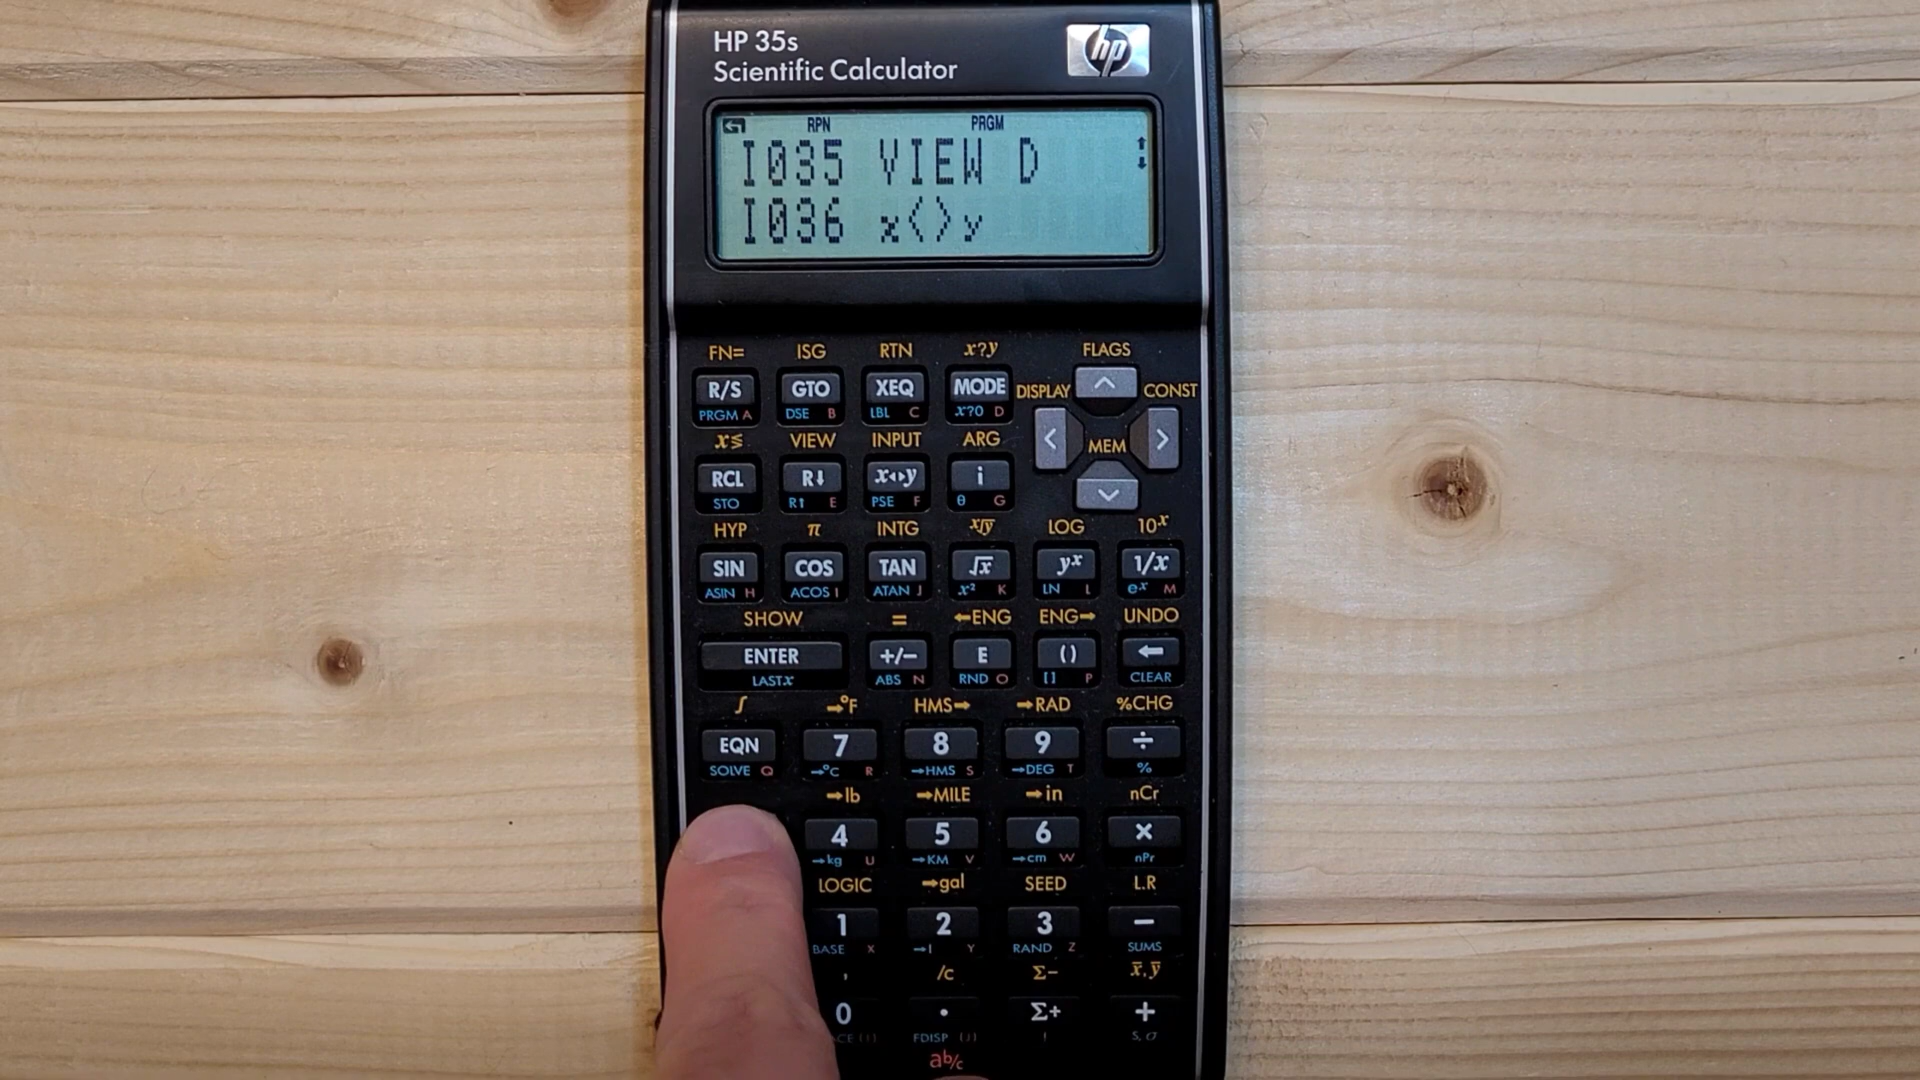 HP 35s
Scientific Calculator
hp
RPN PRGM
I035 VIEW D
I036 x<>y
FN= ISG RTN x?y FLAGS
R/S GTO XEQ MODE
DISPLAY CONST
PRGM A DSE B LBL C x?0 D
x≶ VIEW INPUT ARG MEM
RCL R↓ x↔y i
STO R↑ E PSE F θ G
HYP π INTG x√y LOG 10ˣ
SIN COS TAN √x yˣ 1/x
ASIN H ACOS I ATAN J x² K LN L eˣ M
SHOW = ←ENG ENG→ UNDO
ENTER +/− E () ←
LASTx ABS N RND O [] P CLEAR
∫ →°F HMS→ →RAD %CHG
EQN 7 8 9 ÷
SOLVE Q →°C R →HMS S →DEG T %
→lb →MILE →in nCr
4 5 6 ×
→kg U →KM V →cm W nPr
LOGIC →gal SEED L.R
1 2 3 −
BASE X →I Y RAND Z SUMS
, /c Σ− x̄,ȳ
0 . Σ+ +
FDISP (J) ! S,σ
ab/c